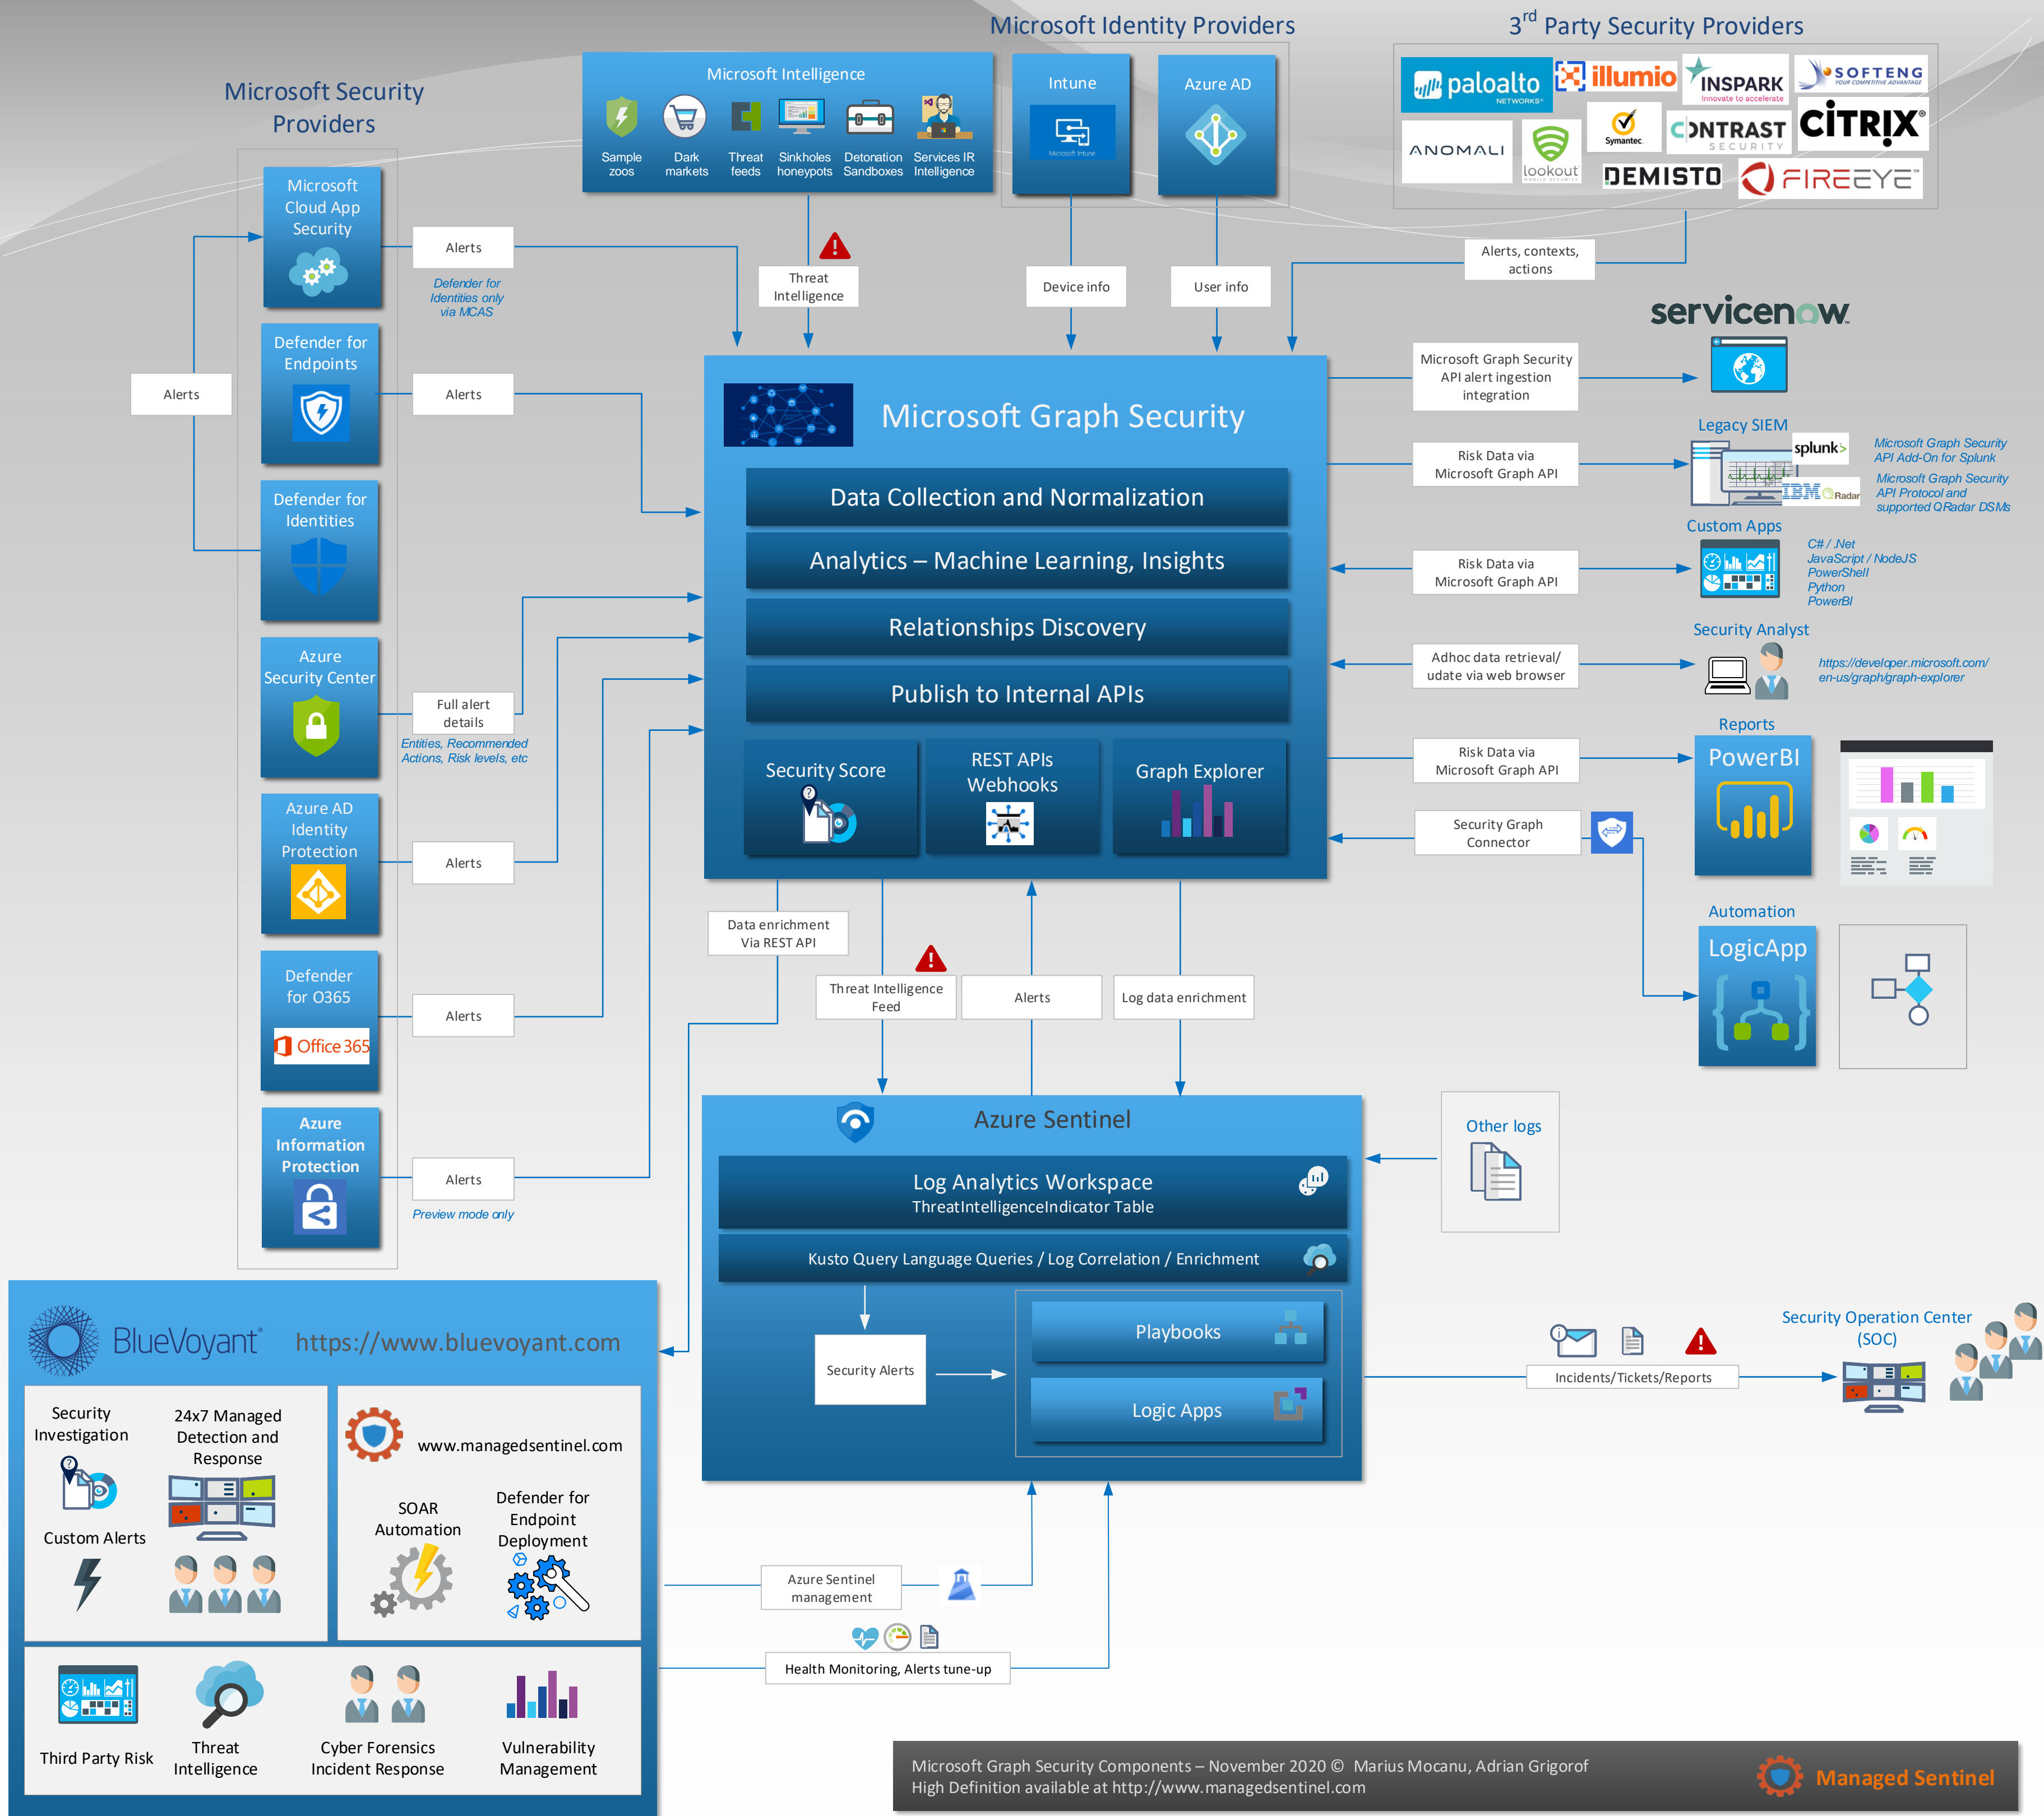 Microsoft Identity Providers
3rd Party Security Providers
Microsoft Security
Providers
Microsoft Intelligence
Sample
zoos
Dark
markets
Threat
feeds
Sinkholes
honeypots
Detonation
Sandboxes
Services IR
Intelligence
Intune
Microsoft Intune
Azure AD
paloalto
NETWORKS
illumio
INSPARK
Innovate to accelerate
SOFTENG
YOUR COMPETITIVE ADVANTAGE
ANOMALI
lookout
MOBILE SECURITY
Symantec.
CONTRAST
SECURITY
CITRIX
DEMISTO
FIREEYE
Microsoft
Cloud App
Security
Alerts
Defender for
Identities only
via MCAS
Threat
Intelligence
Device info
User info
Alerts, contexts,
actions
Defender for
Endpoints
Alerts
Alerts
Defender for
Identities
Azure
Security Center
Full alert
details
Entities, Recommended
Actions, Risk levels, etc
Azure AD
Identity
Protection
Alerts
Defender
for O365
Office 365
Alerts
Azure
Information
Protection
Alerts
Preview mode only
Microsoft Graph Security
Data Collection and Normalization
Analytics – Machine Learning, Insights
Relationships Discovery
Publish to Internal APIs
Security Score
REST APIs
Webhooks
Graph Explorer
servicenow
Microsoft Graph Security
API alert ingestion
integration
Legacy SIEM
Risk Data via
Microsoft Graph API
splunk>
IBM QRadar
Microsoft Graph Security
API Add-On for Splunk
Microsoft Graph Security
API Protocol and
supported QRadar DSMs
Custom Apps
Risk Data via
Microsoft Graph API
C# / .Net
JavaScript / NodeJS
PowerShell
Python
PowerBI
Security Analyst
Adhoc data retrieval/
udate via web browser
https://developer.microsoft.com/
en-us/graph/graph-explorer
Reports
Risk Data via
Microsoft Graph API
PowerBI
Security Graph
Connector
Automation
LogicApp
Data enrichment
Via REST API
Threat Intelligence
Feed
Alerts
Log data enrichment
Azure Sentinel
Log Analytics Workspace
ThreatIntelligenceIndicator Table
Kusto Query Language Queries / Log Correlation / Enrichment
Security Alerts
Playbooks
Logic Apps
Other logs
Incidents/Tickets/Reports
Security Operation Center
(SOC)
BlueVoyant
https://www.bluevoyant.com
Security
Investigation
Custom Alerts
24x7 Managed
Detection and
Response
www.managedsentinel.com
SOAR
Automation
Defender for
Endpoint
Deployment
Third Party Risk
Threat
Intelligence
Cyber Forensics
Incident Response
Vulnerability
Management
Azure Sentinel
management
Health Monitoring, Alerts tune-up
Microsoft Graph Security Components – November 2020 © Marius Mocanu, Adrian Grigorof
High Definition available at http://www.managedsentinel.com
Managed Sentinel